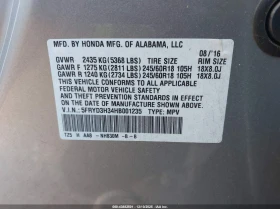 MFD. BY HONDA MFG. OF ALABAMA, LLC 08/16
TIRE SIZE RIM SIZE
GVWR 2435 KG (5368 LBS)
GAWR F 1275 KG (2811 LBS) 245/60R18 105H 18X8.0J
GAWR R 1240 KG (2734 LBS) 245/60R18 105H 18X8.0J
THIS VEHICLE CONFORMS TO ALL APPLICABLE
FEDERAL MOTOR VEHICLE SAFETY AND THEFT
PREVENTION STANDARDS IN EFFECT ON THE DATE OF
MANUFACTURE SHOWN ABOVE.
V.I.N.: 5FRYD3H34HB001235 TYPE: MPV